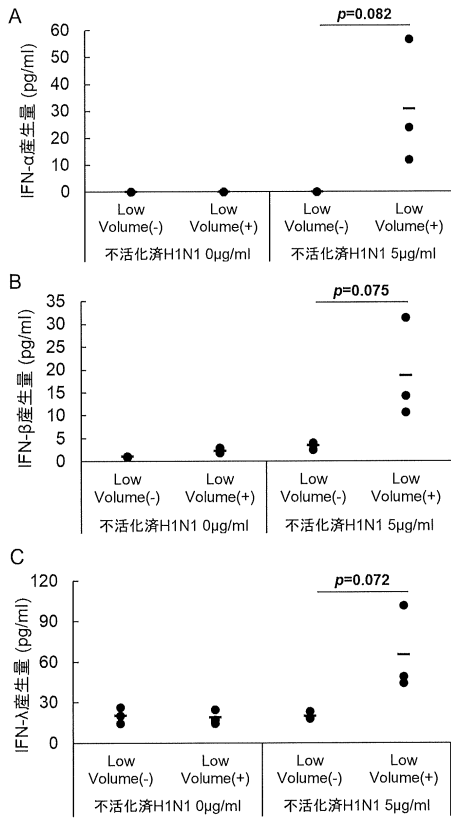 A
IFN-α産生量 (pg/ml)
60
50
40
30
20
10
0
p=0.082
Low Volume(-)
Low Volume(+)
Low Volume(-)
Low Volume(+)
不活化済H1N1 0μg/ml
不活化済H1N1 5μg/ml
B
IFN-β産生量 (pg/ml)
35
30
25
20
15
10
5
0
p=0.075
Low Volume(-)
Low Volume(+)
Low Volume(-)
Low Volume(+)
不活化済H1N1 0μg/ml
不活化済H1N1 5μg/ml
C
IFN-λ産生量 (pg/ml)
120
90
60
30
0
p=0.072
Low Volume(-)
Low Volume(+)
Low Volume(-)
Low Volume(+)
不活化済H1N1 0μg/ml
不活化済H1N1 5μg/ml